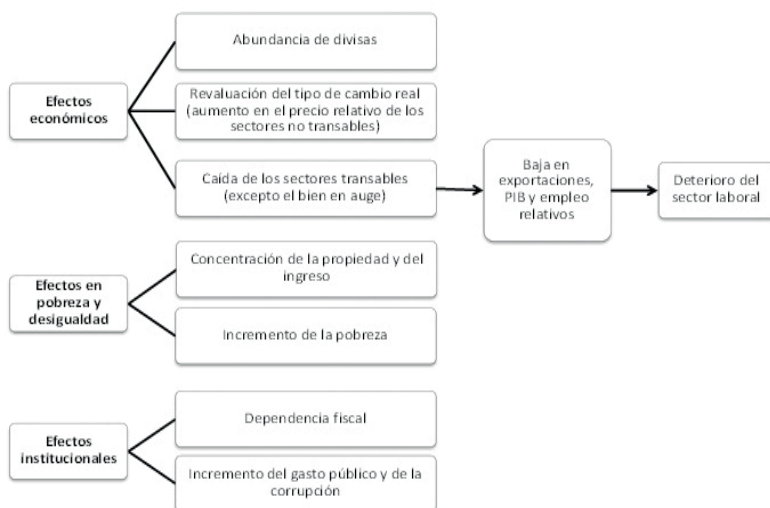 Efectos
económicos
Abundancia de divisas
Revaluación del tipo de cambio real
(aumento en el precio relativo de los
sectores no transables)
Caída de los sectores transables
(excepto el bien en auge)
Baja en
exportaciones,
PIB y empleo
relativos
Deterioro del
sector laboral
Efectos en
pobreza y
desigualdad
Concentración de la propiedad y del
ingreso
Incremento de la pobreza
Efectos
institucionales
Dependencia fiscal
Incremento del gasto público y de la
corrupción